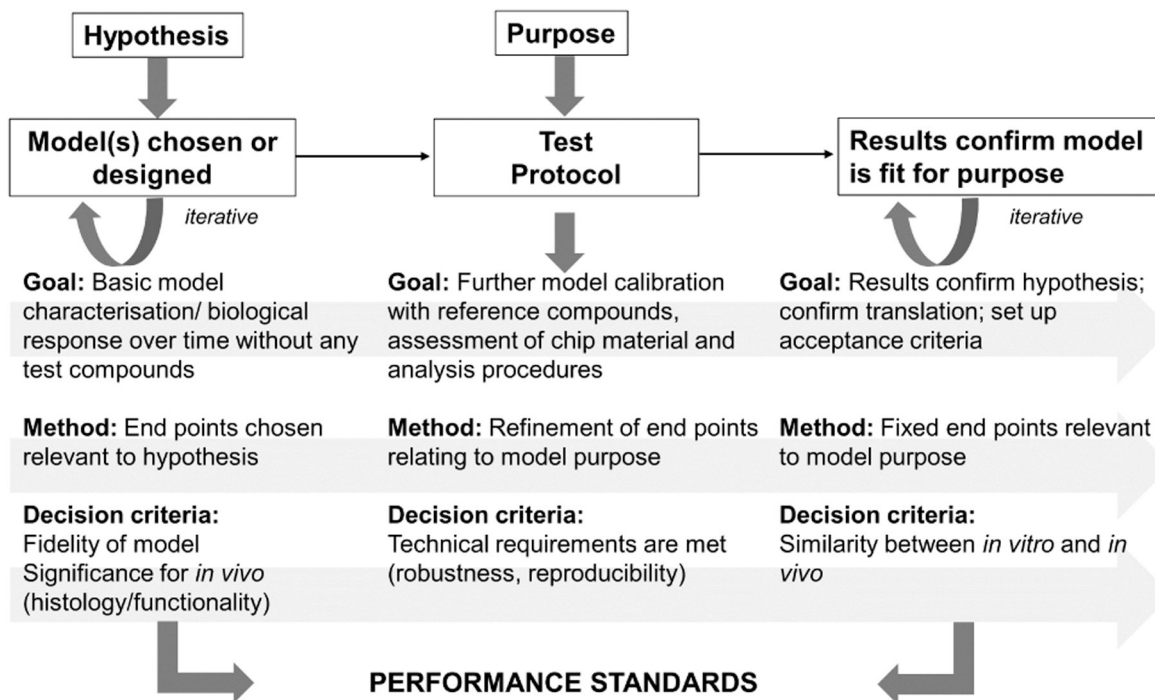 Hypothesis
Purpose
Model(s) chosen or
designed
Test
Protocol
Results confirm model
is fit for purpose
iterative
iterative
Goal: Basic model
characterisation/ biological
response over time without any
test compounds
Goal: Further model calibration
with reference compounds,
assessment of chip material and
analysis procedures
Goal: Results confirm hypothesis;
confirm translation; set up
acceptance criteria
Method: End points chosen
relevant to hypothesis
Method: Refinement of end points
relating to model purpose
Method: Fixed end points relevant
to model purpose
Decision criteria:
Fidelity of model
Significance for in vivo
(histology/functionality)
Decision criteria:
Technical requirements are met
(robustness, reproducibility)
Decision criteria:
Similarity between in vitro and in
vivo
PERFORMANCE STANDARDS